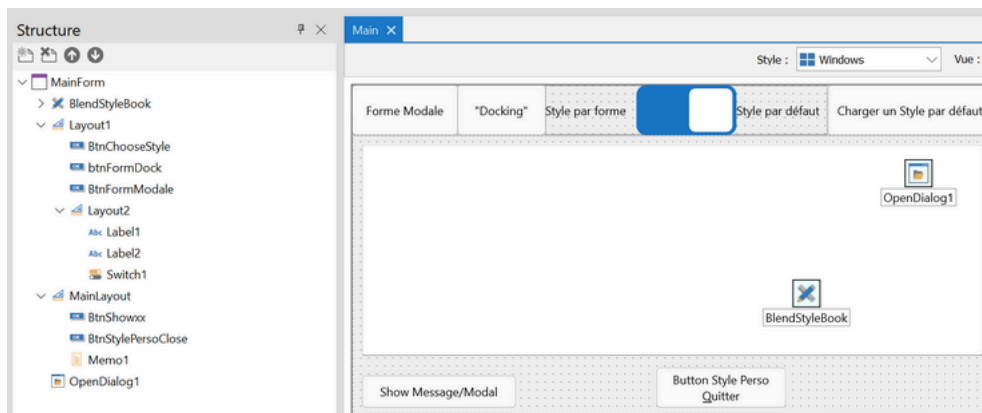 Structure
MainForm
BlendStyleBook
Layout1
BtnChooseStyle
btnFormDock
BtnFormModale
Layout2
Abc Label1
Abc Label2
Switch1
MainLayout
BtnShowxx
BtnStylePersoClose
Memo1
OpenDialog1
Main
Style : Windows Vue :
Forme Modale "Docking" Style par forme Style par défaut Charger un Style par défaut
OpenDialog1
BlendStyleBook
Show Message/Modal
Button Style Perso
Quitter